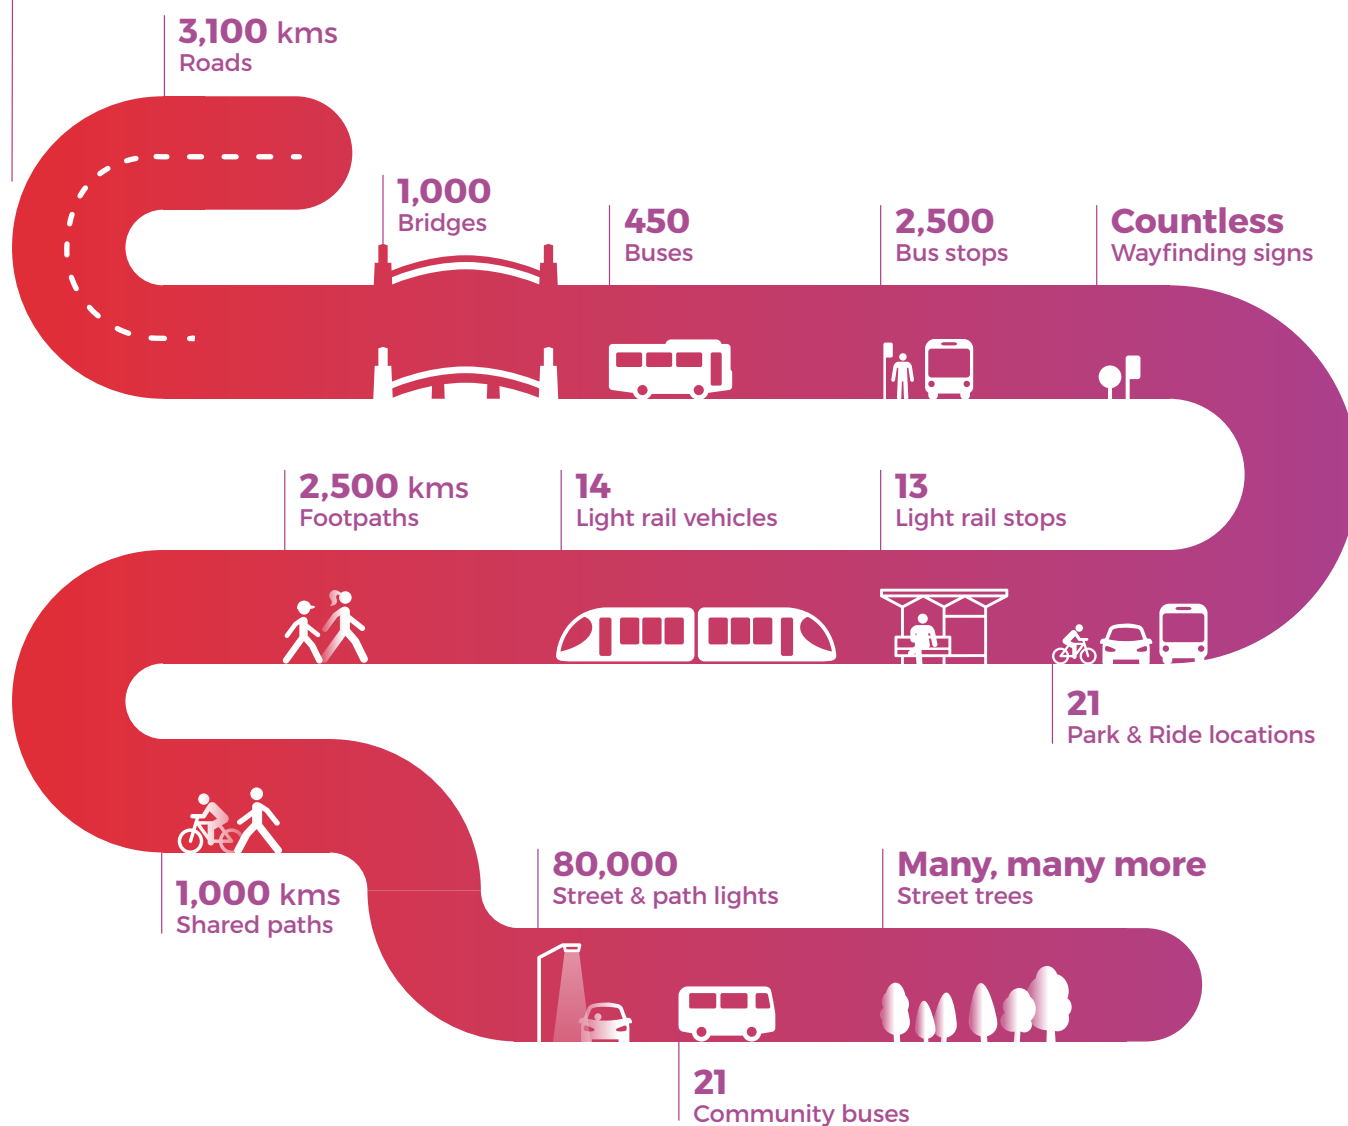 3,100 kms
Roads
1,000
Bridges
450
Buses
2,500
Bus stops
Countless
Wayfinding signs
2,500 kms
Footpaths
14
Light rail vehicles
13
Light rail stops
21
Park & Ride locations
1,000 kms
Shared paths
80,000
Street & path lights
Many, many more
Street trees
21
Community buses